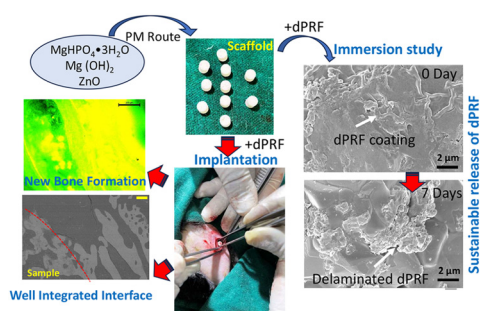 MgHPO₄•3H₂O
Mg (OH)₂
ZnO
PM Route
Scaffold
+dPRF
Immersion study
0 Day
dPRF coating
2 μm
Sustainable release of dPRF
7 Days
Delaminated dPRF
2 μm
+dPRF
Implantation
New Bone Formation
Sample
Well Integrated Interface